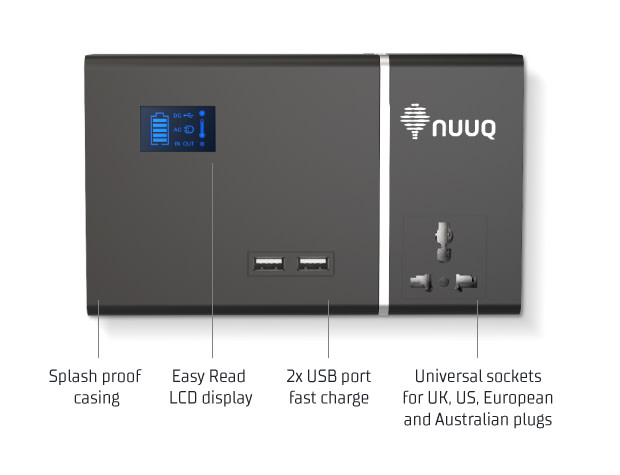 DC
AC
IN OUT
nuuq
Splash proof
casing
Easy Read
LCD display
2x USB port
fast charge
Universal sockets
for UK, US, European
and Australian plugs